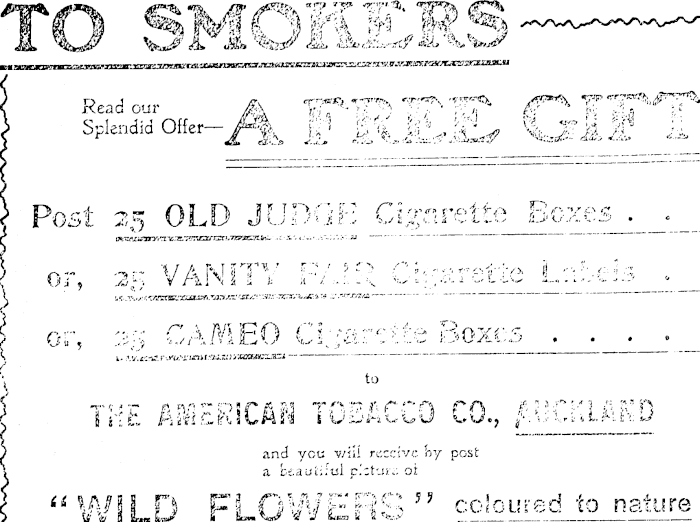 TO SMOKERS
Read our
Splendid Offer— A FREE GIFT
Post 25 OLD JUDGE Cigarette Boxes . .
or, 25 VANITY FAIR Cigarette Labels .
or, 25 CAMEO Cigarette Boxes . . . .
to
THE AMERICAN TOBACCO CO., AUCKLAND
and you will receive by post
a beautiful picture of
"WILD FLOWERS" coloured to nature